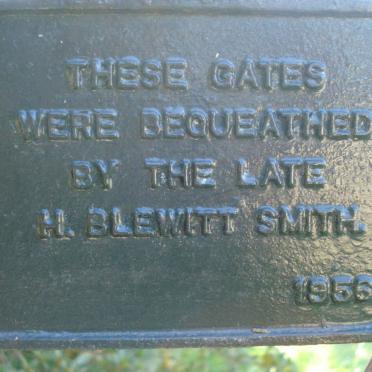 THESE GATES
WERE BEQUEATHED
BY THE LATE
H. BLEWITT SMITH.
1956